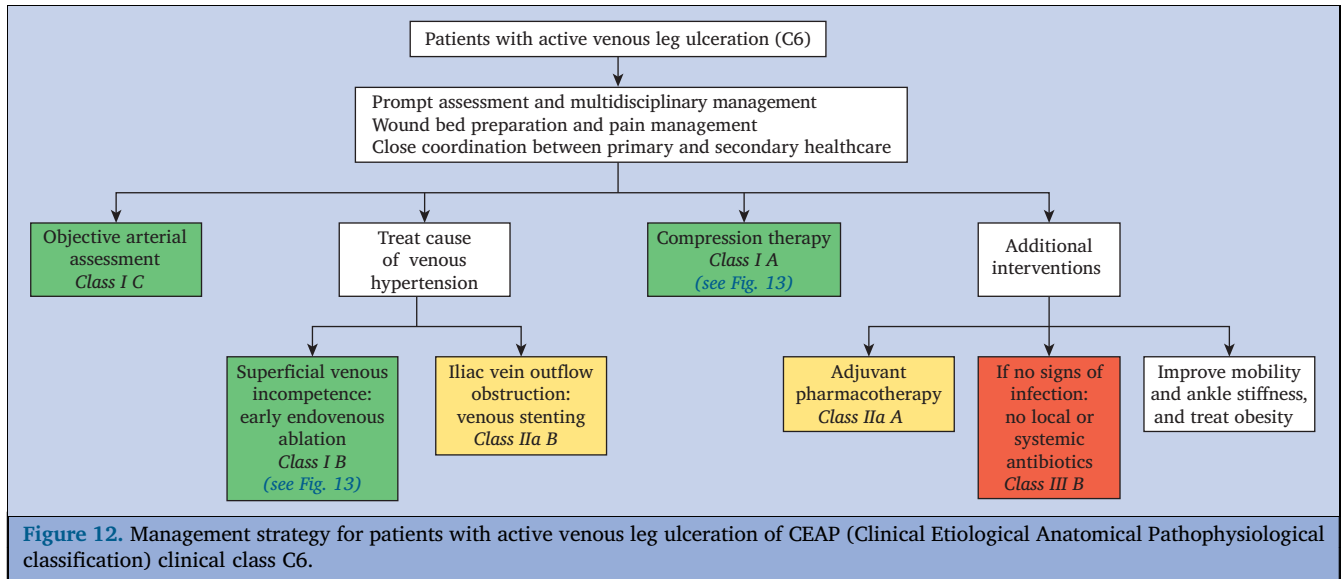 Patients with active venous leg ulceration (C6)
Prompt assessment and multidisciplinary management
Wound bed preparation and pain management
Close coordination between primary and secondary healthcare
Objective arterial
assessment
Class I C
Treat cause
of venous
hypertension
Compression therapy
Class I A
(see Fig. 13)
Additional
interventions
Superficial venous
incompetence:
early endovenous
ablation
Class I B
(see Fig. 13)
Iliac vein outflow
obstruction:
venous stenting
Class IIa B
Adjuvant
pharmacotherapy
Class IIa A
If no signs of
infection:
no local or
systemic
antibiotics
Class III B
Improve mobility
and ankle stiffness,
and treat obesity
Figure 12. Management strategy for patients with active venous leg ulceration of CEAP (Clinical Etiological Anatomical Pathophysiological
classification) clinical class C6.